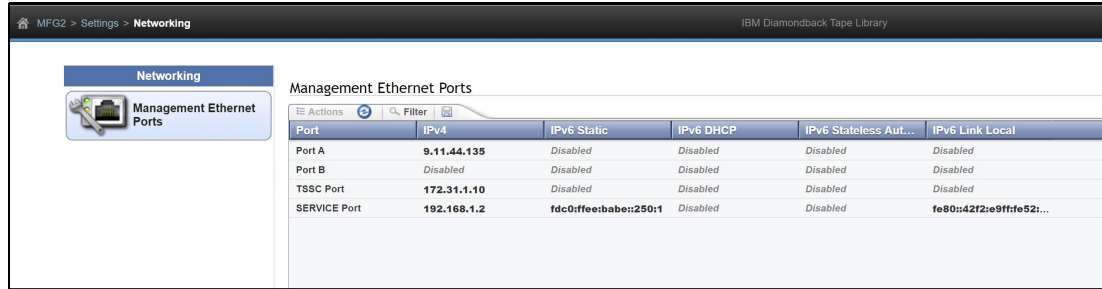 MFG2 > Settings > Networking
IBM Diamondback Tape Library
Networking
Management Ethernet
Ports
Management Ethernet Ports
Actions Filter
Port IPv4 IPv6 Static IPv6 DHCP IPv6 Stateless Aut... IPv6 Link Local
Port A 9.11.44.135 Disabled Disabled Disabled Disabled
Port B Disabled Disabled Disabled Disabled Disabled
TSSC Port 172.31.1.10 Disabled Disabled Disabled Disabled
SERVICE Port 192.168.1.2 fdc0:ffee:babe::250:1 Disabled Disabled fe80::42f2:e9ff:fe52:...